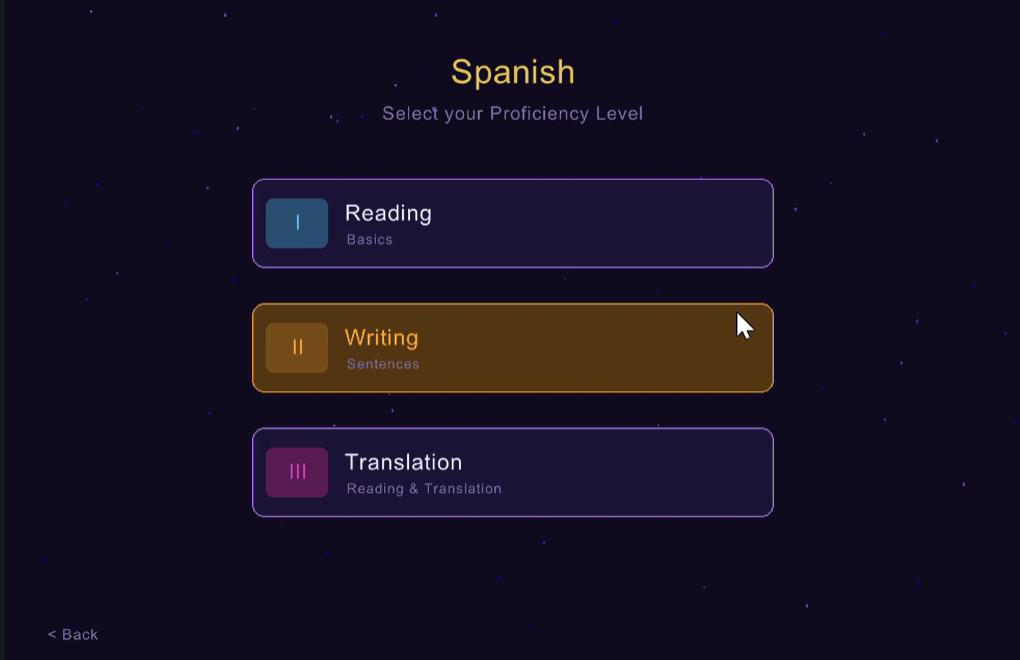 Spanish
Select your Proficiency Level
I
Reading
Basics
II
Writing
Sentences
III
Translation
Reading & Translation
< Back